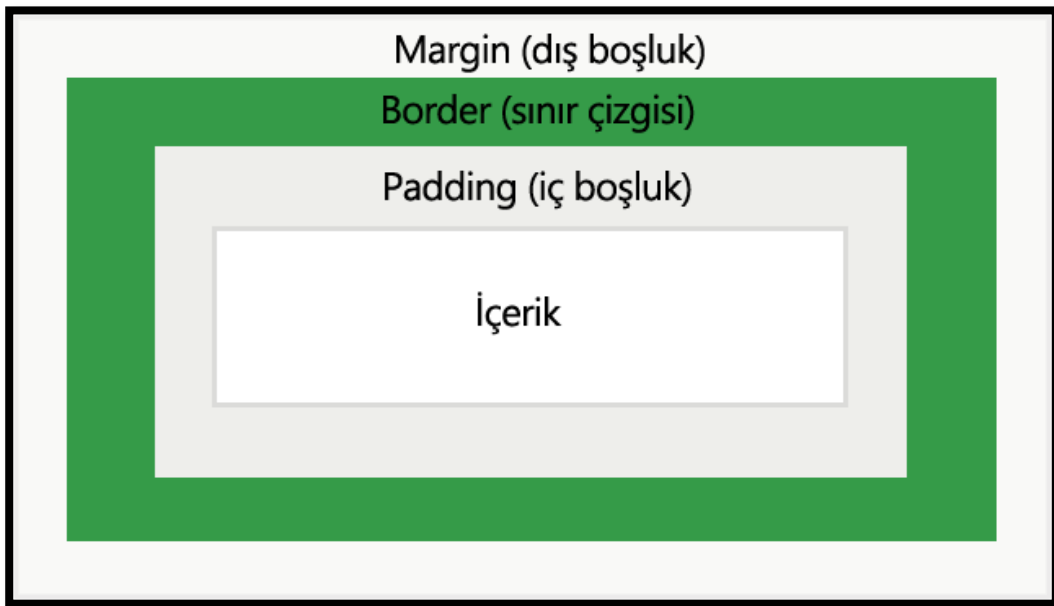 Margin (dış boşluk)
Border (sınır çizgisi)
Padding (iç boşluk)
İçerik